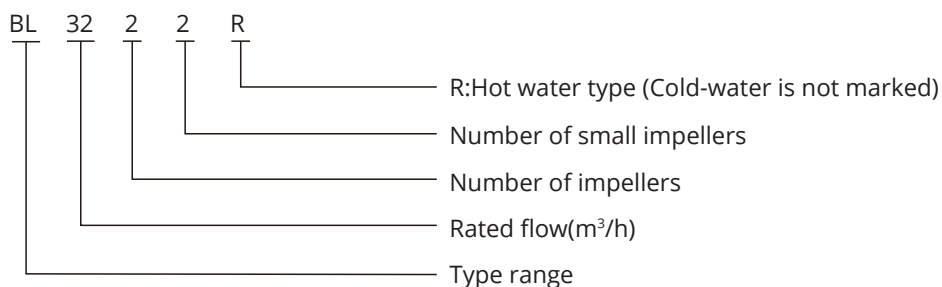 BL 32 2 2 R
R:Hot water type (Cold-water is not marked)
Number of small impellers
Number of impellers
Rated flow(m³/h)
Type range